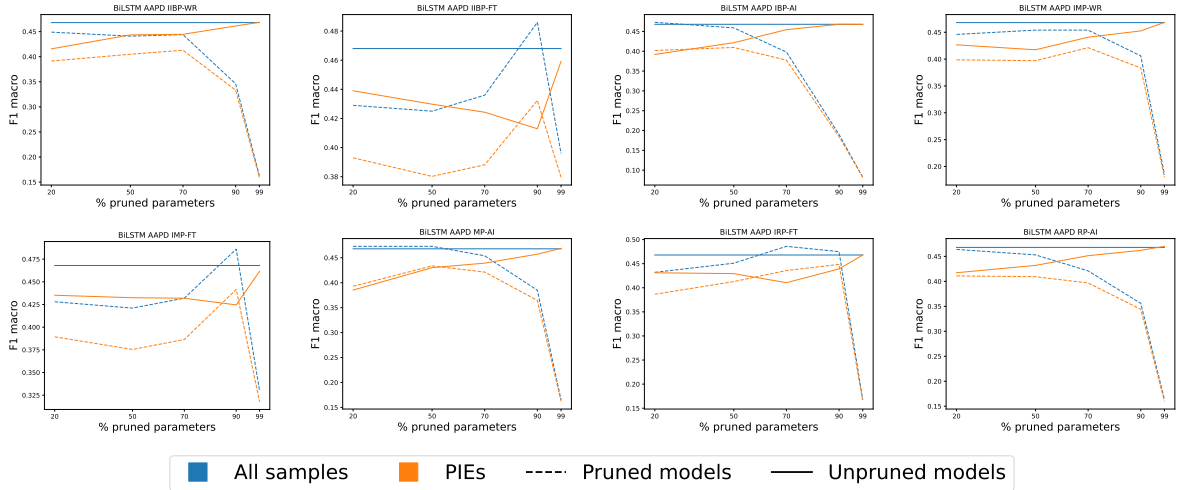 BiLSTM AAPD IIBP-WR
0.45
0.40
0.35
0.30
0.25
0.20
0.15
F1 macro
20 50 70 90 99
% pruned parameters
BiLSTM AAPD IIBP-FT
0.48
0.46
0.44
0.42
0.40
0.38
F1 macro
20 50 70 90 99
% pruned parameters
BiLSTM AAPD IBP-AI
0.50
0.45
0.40
0.35
0.30
0.25
0.20
0.15
0.10
F1 macro
20 50 70 90 99
% pruned parameters
BiLSTM AAPD IMP-WR
0.45
0.40
0.35
0.30
0.25
0.20
F1 macro
20 50 70 90 99
% pruned parameters
BiLSTM AAPD IMP-FT
0.475
0.450
0.425
0.400
0.375
0.350
0.325
F1 macro
20 50 70 90 99
% pruned parameters
BiLSTM AAPD MP-AI
0.45
0.40
0.35
0.30
0.25
0.20
0.15
F1 macro
20 50 70 90 99
% pruned parameters
BiLSTM AAPD IRP-FT
0.50
0.45
0.40
0.35
0.30
0.25
0.20
0.15
F1 macro
20 50 70 90 99
% pruned parameters
BiLSTM AAPD RP-AI
0.45
0.40
0.35
0.30
0.25
0.20
0.15
F1 macro
20 50 70 90 99
% pruned parameters
All samples PIEs Pruned models Unpruned models